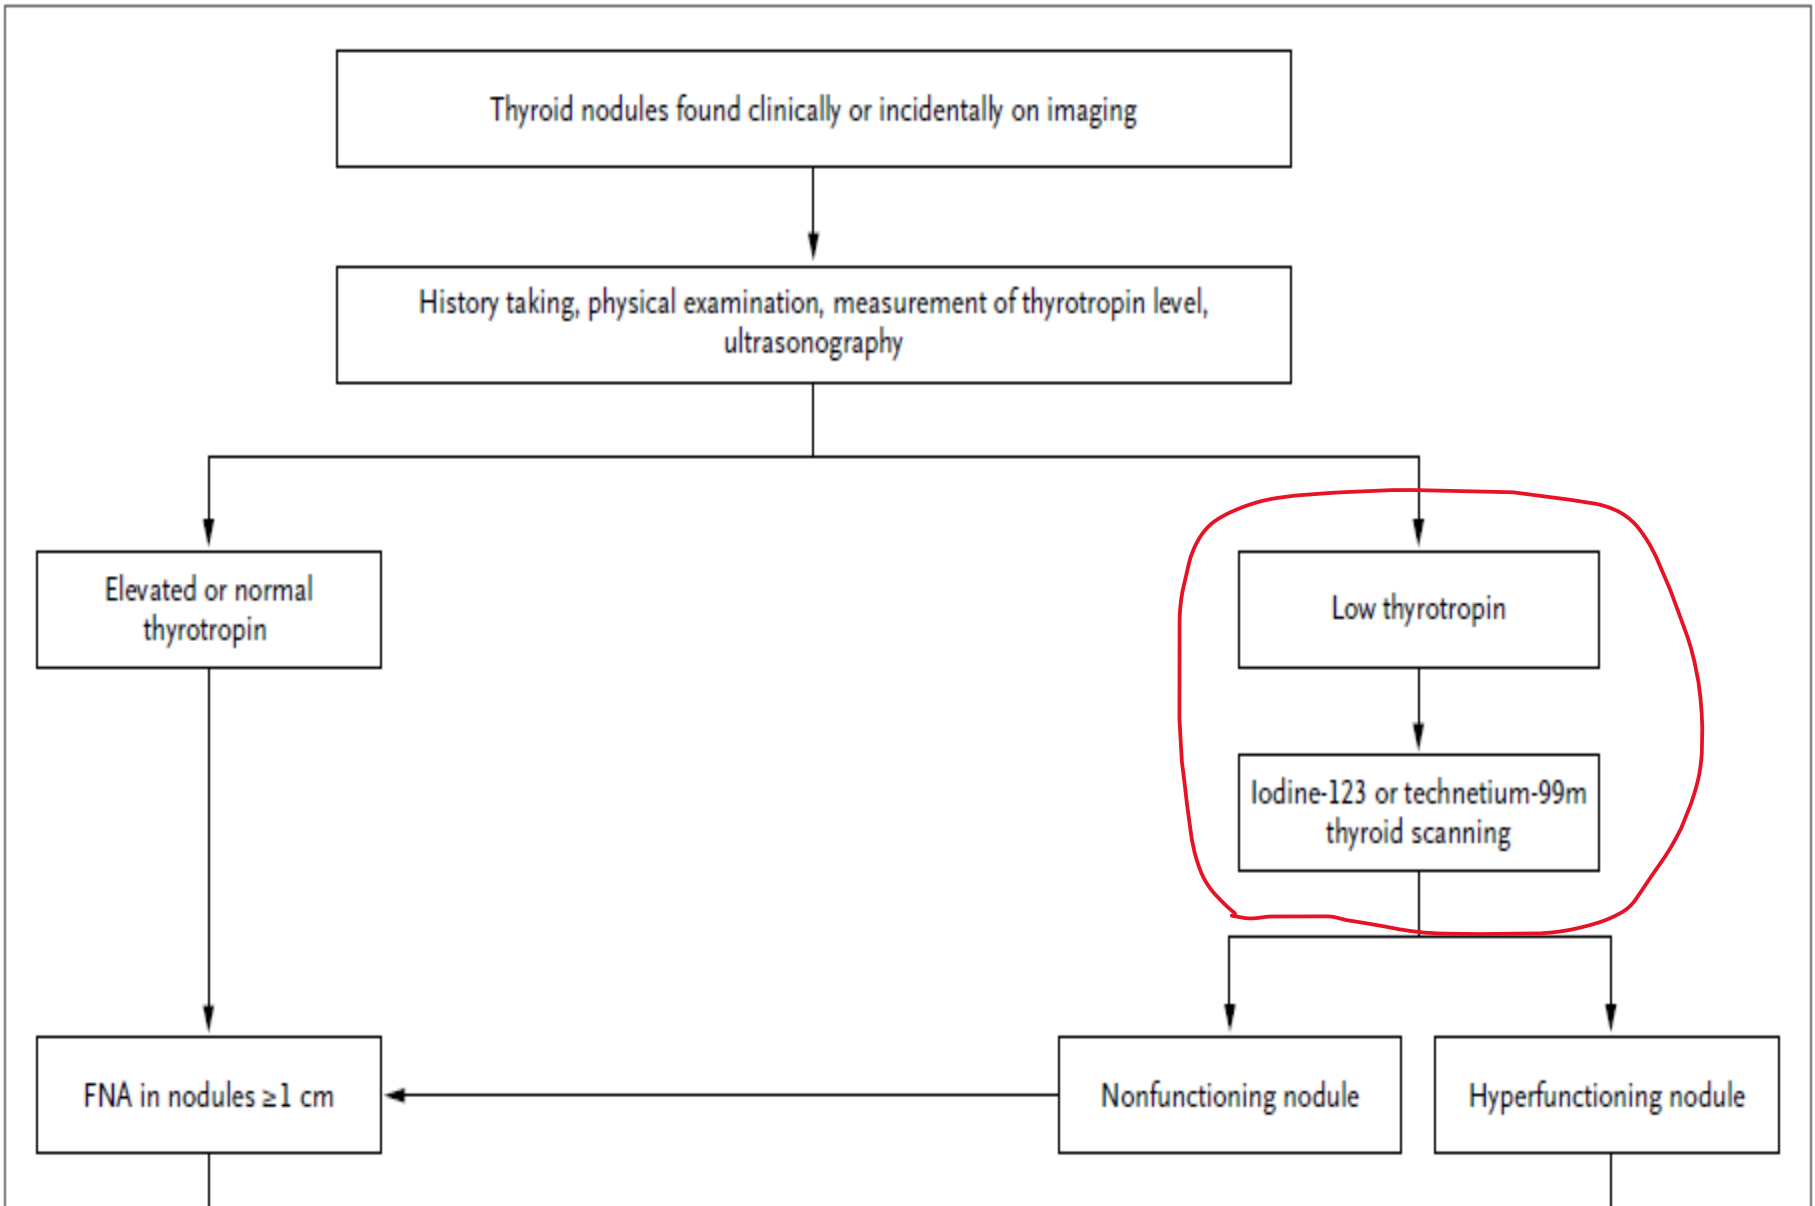 Thyroid nodules found clinically or incidentally on imaging
History taking, physical examination, measurement of thyrotropin level,
ultrasonography
Elevated or normal
thyrotropin
Low thyrotropin
Iodine-123 or technetium-99m
thyroid scanning
FNA in nodules ≥1 cm
Nonfunctioning nodule
Hyperfunctioning nodule